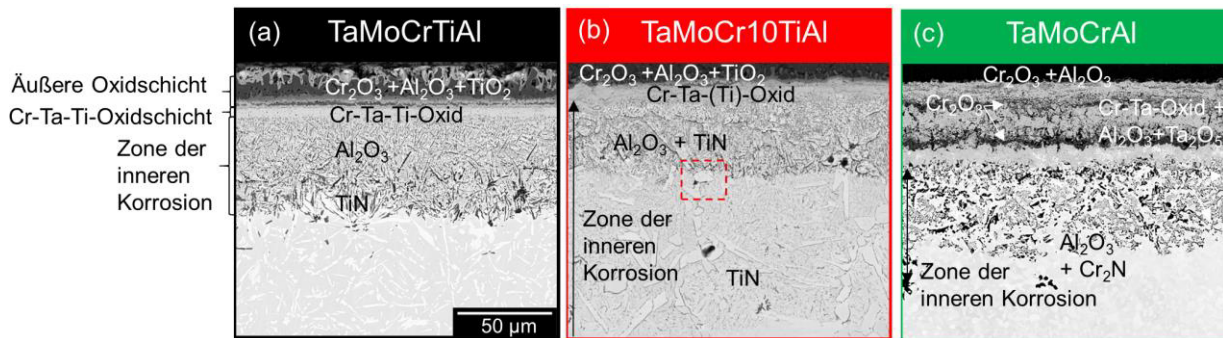 (a) TaMoCrTiAl
(b) TaMoCr10TiAl
(c) TaMoCrAl
Äußere Oxidschicht
Cr-Ta-Ti-Oxidschicht
Zone der
inneren
Korrosion
Cr₂O₃ +Al₂O₃+TiO₂
Cr-Ta-Ti-Oxid
Al₂O₃
TiN
50 µm
Cr₂O₃ +Al₂O₃+TiO₂
Cr-Ta-(Ti)-Oxid
Al₂O₃ + TiN
Zone der
inneren
Korrosion
TiN
Cr₂O₃ +Al₂O₃
Cr₂O₃
Cr-Ta-Oxid +
Al₂O₃+Ta₂O₅
Al₂O₃
+ Cr₂N
Zone der
inneren Korrosion